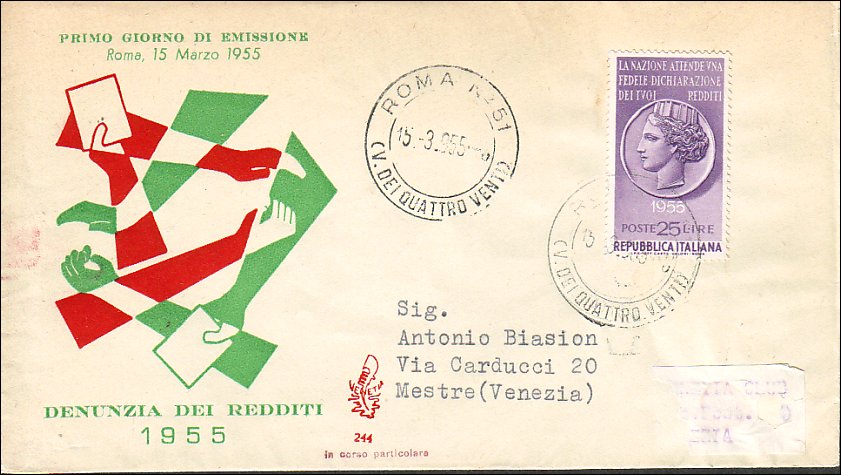 PRIMO GIORNO DI EMISSIONE
Roma, 15 Marzo 1955
ROMA N.51
15.-3.955.
(V. DEI QUATTRO VENTI)
LA NAZIONE ATTENDE VNA
FEDELE DICHIARAZIONE
DEI TVOI REDDITI
1955
POSTE 25 LIRE
REPUBBLICA ITALIANA
(V. DEI QUATTRO VENTI)
Sig.
Antonio Biasion
Via Carducci 20
Mestre(Venezia)
DENUNZIA DEI REDDITI
1955
244
in corso particolare